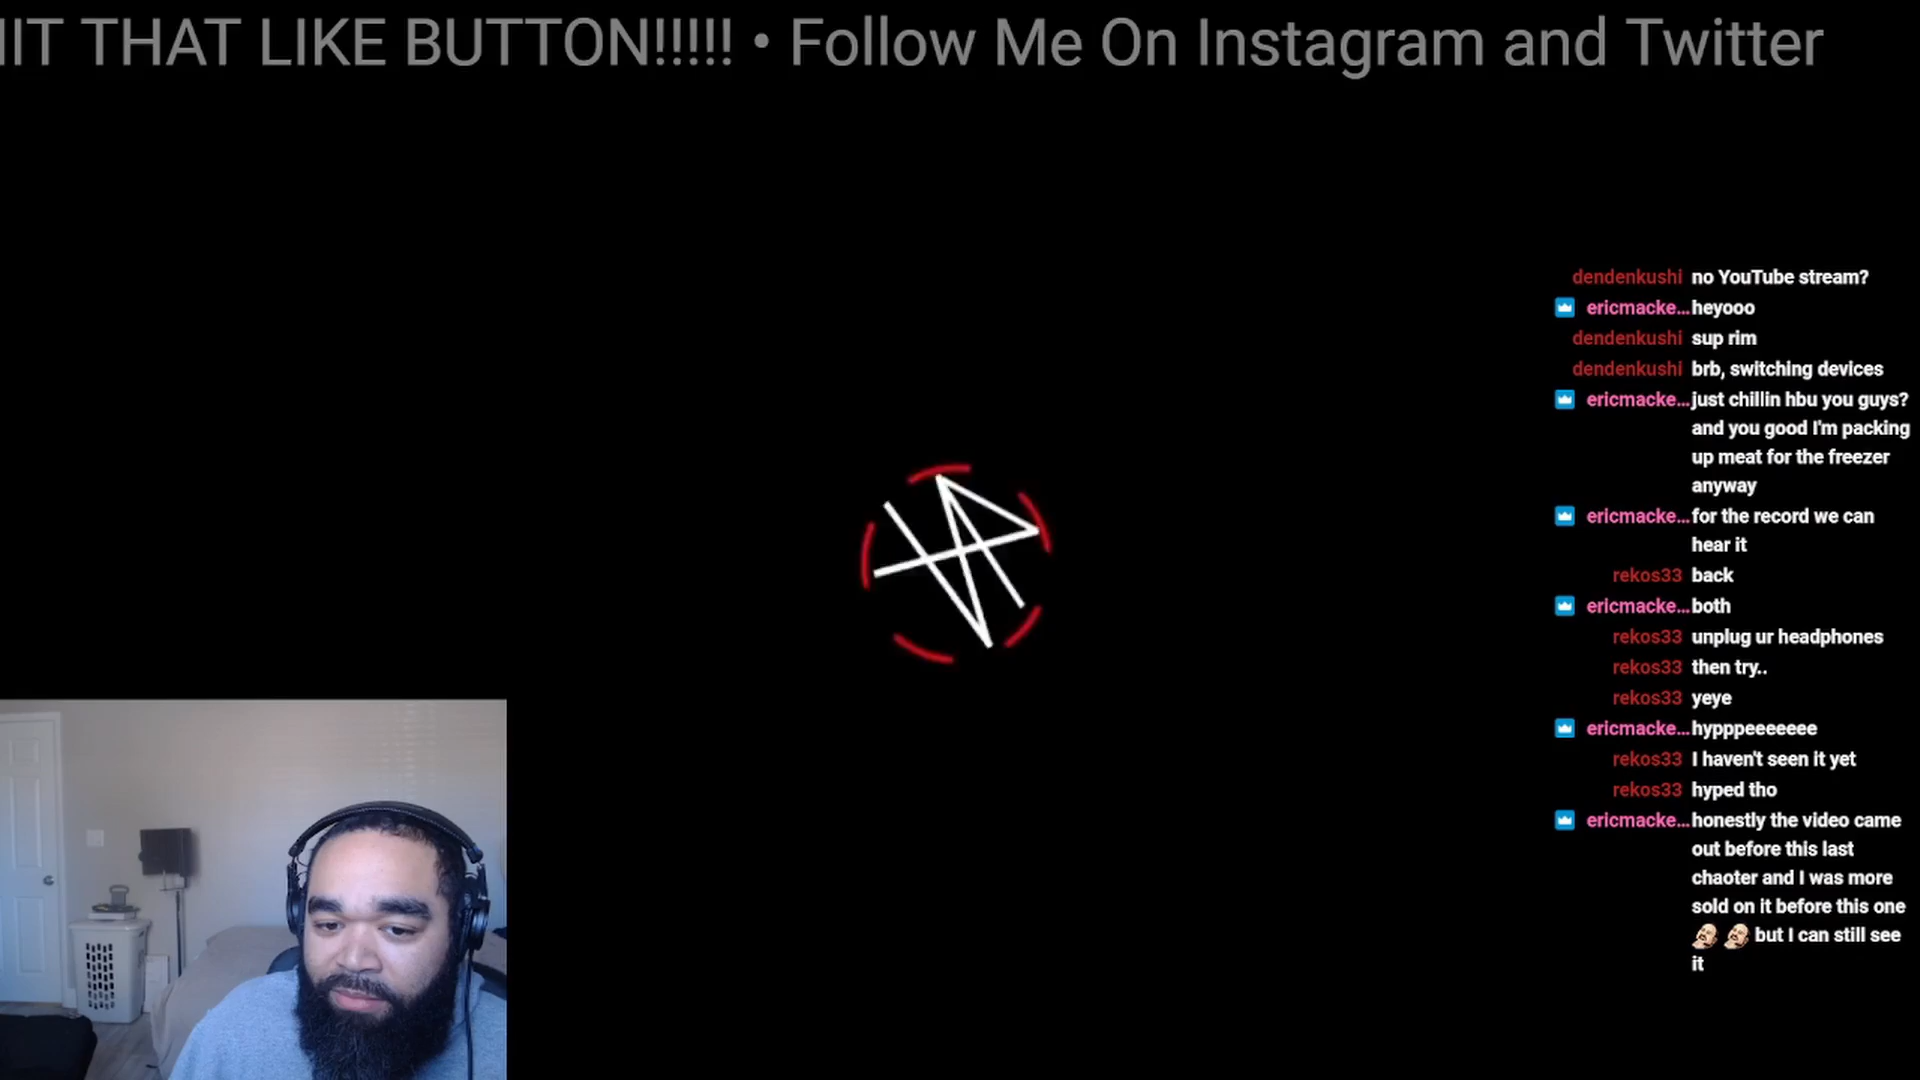 HIT THAT LIKE BUTTON!!!!! • Follow Me On Instagram and Twitter
dendenkushi no YouTube stream?
ericmacke... heyooo
dendenkushi sup rim
dendenkushi brb, switching devices
ericmacke... just chillin hbu you guys?
and you good I'm packing
up meat for the freezer
anyway
ericmacke... for the record we can
hear it
rekos33 back
ericmacke... both
rekos33 unplug ur headphones
rekos33 then try..
rekos33 yeye
ericmacke... hypppeeeeeee
rekos33 I haven't seen it yet
rekos33 hyped tho
ericmacke... honestly the video came
out before this last
chaoter and I was more
sold on it before this one
but I can still see
it